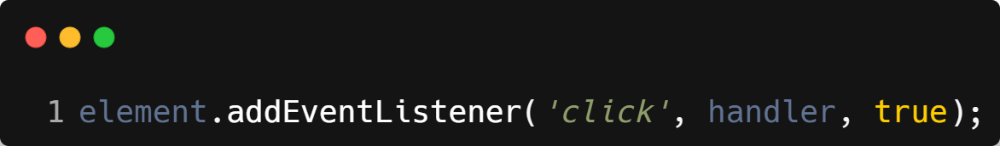 1 element.addEventListener('click', handler, true);